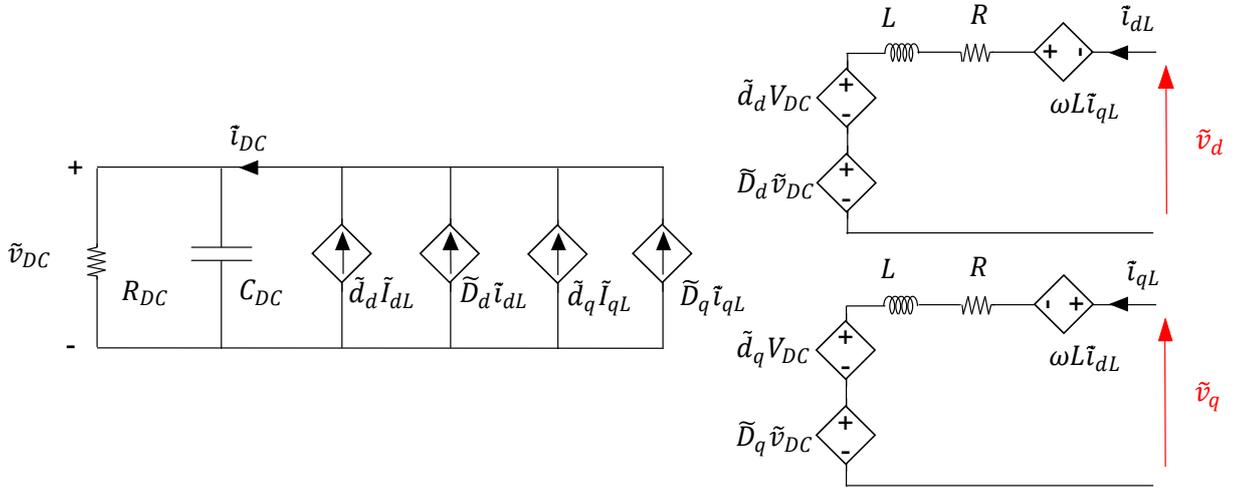 +
ĩ_DC
ṽ_DC
R_DC
C_DC
d̃_d Ĩ_dL
D̃_d ĩ_dL
d̃_q Ĩ_qL
D̃_q ĩ_qL
-
L
R
ĩ_dL
+ -
ωLĩ_qL
d̃_d V_DC
+
-
D̃_d ṽ_DC
+
-
ṽ_d
L
R
ĩ_qL
- +
ωLĩ_dL
d̃_q V_DC
+
-
D̃_q ṽ_DC
+
-
ṽ_q